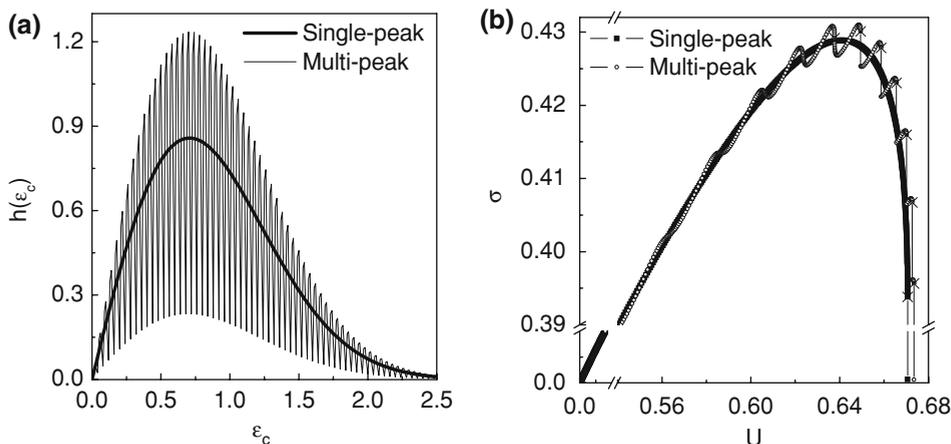 (a)
Single-peak
Multi-peak
1.2
0.9
0.6
0.3
0.0
h(εc)
0.0 0.5 1.0 1.5 2.0 2.5
εc
(b)
Single-peak
Multi-peak
0.43
0.42
0.41
0.40
0.39
0.0
σ
0.0 0.56 0.60 0.64 0.68
U